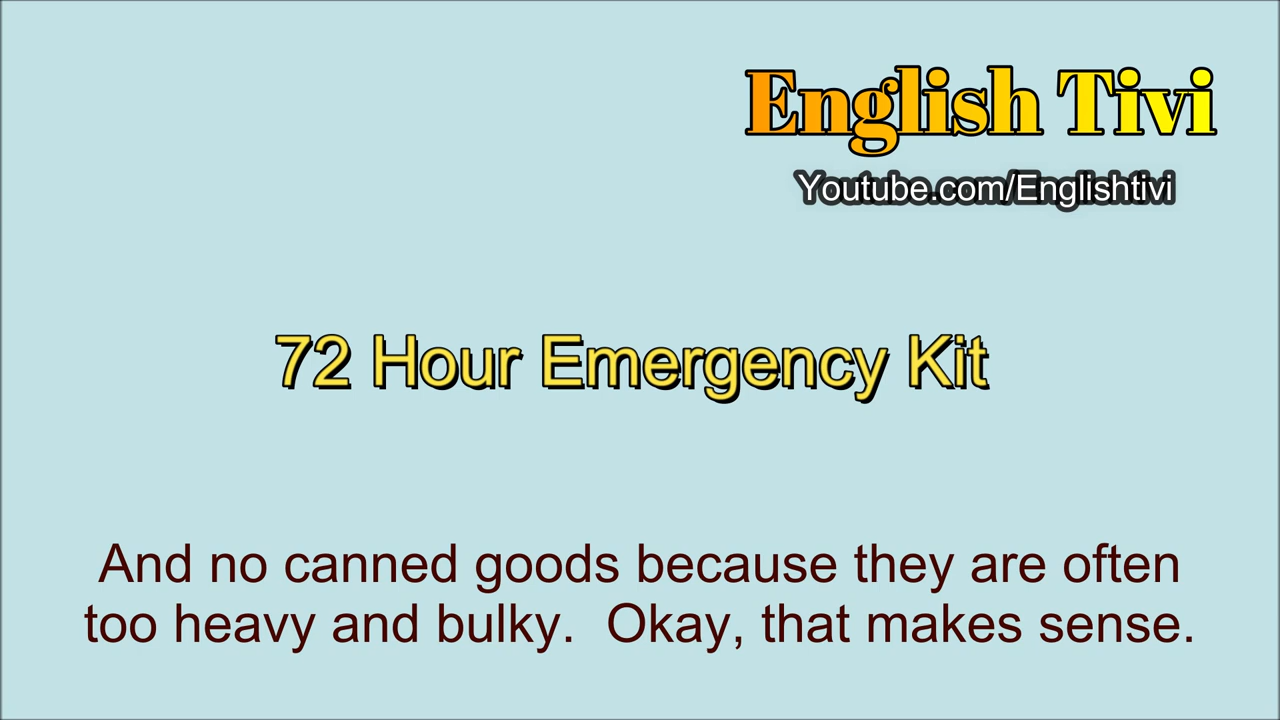 English Tivi
Youtube.com/Englishtivi
72 Hour Emergency Kit
And no canned goods because they are often
too heavy and bulky.  Okay, that makes sense.